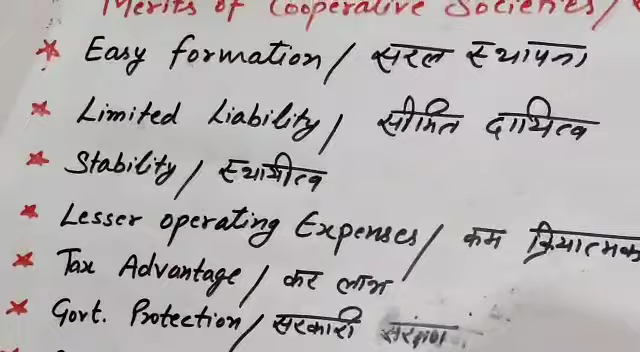 Merits of Cooperative Societies/
Easy formation / सरल स्थापना
Limited Liability / सीमित दायित्व
Stability / स्थायीत्व
Lesser operating Expenses / कम क्रियात्मक
Tax Advantage / कर लाभ
Govt. Protection / सरकारी संरक्षण